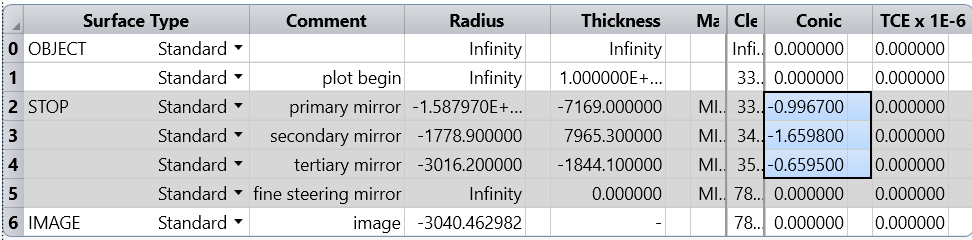 Surface Type Comment Radius Thickness Ma Cle Conic TCE x 1E-6
0 OBJECT Standard Infinity Infinity Infi.. 0.000000 0.000000
1 Standard plot begin Infinity 1.000000E+... 33.. 0.000000 0.000000
2 STOP Standard primary mirror -1.587970E+... -7169.000000 MI.. 33.. -0.996700 0.000000
3 Standard secondary mirror -1778.900000 7965.300000 MI.. 34.. -1.659800 0.000000
4 Standard tertiary mirror -3016.200000 -1844.100000 MI.. 35.. -0.659500 0.000000
5 Standard fine steering mirror Infinity 0.000000 MI.. 78.. 0.000000 0.000000
6 IMAGE Standard image -3040.462982 - 78.. 0.000000 0.000000